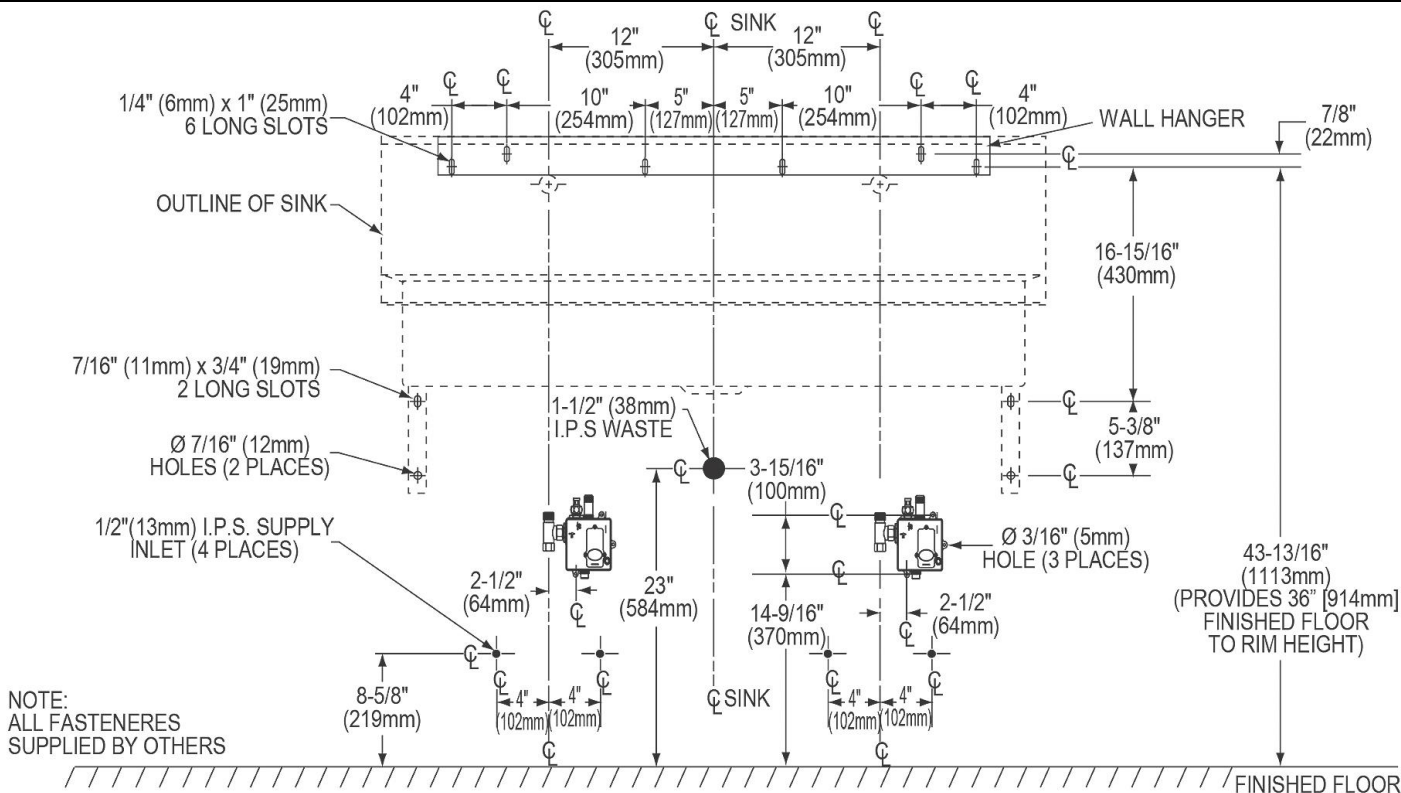 ℄ SINK
℄
℄
12"
(305mm)
12"
(305mm)
℄
℄
℄
℄
1/4" (6mm) x 1" (25mm)
6 LONG SLOTS
4"
(102mm)
10"
(254mm)
5"
(127mm)
5"
(127mm)
10"
(254mm)
4"
(102mm)
WALL HANGER
7/8"
(22mm)
℄
OUTLINE OF SINK
16-15/16"
(430mm)
7/16" (11mm) x 3/4" (19mm)
2 LONG SLOTS
1-1/2" (38mm)
I.P.S WASTE
℄
5-3/8"
(137mm)
Ø 7/16" (12mm)
HOLES (2 PLACES)
℄
3-15/16"
(100mm)
℄
1/2"(13mm) I.P.S. SUPPLY
INLET (4 PLACES)
℄
Ø 3/16" (5mm)
HOLE (3 PLACES)
43-13/16"
(1113mm)
(PROVIDES 36” [914mm]
FINISHED FLOOR
TO RIM HEIGHT)
2-1/2"
(64mm)
℄
23"
(584mm)
℄
14-9/16"
(370mm)
2-1/2"
(64mm)
℄
℄
8-5/8"
(219mm)
℄
℄
4"
(102mm)
4"
(102mm)
℄ SINK
℄
℄
4"
(102mm)
4"
(102mm)
℄
℄
NOTE:
ALL FASTENERES
SUPPLIED BY OTHERS
FINISHED FLOOR